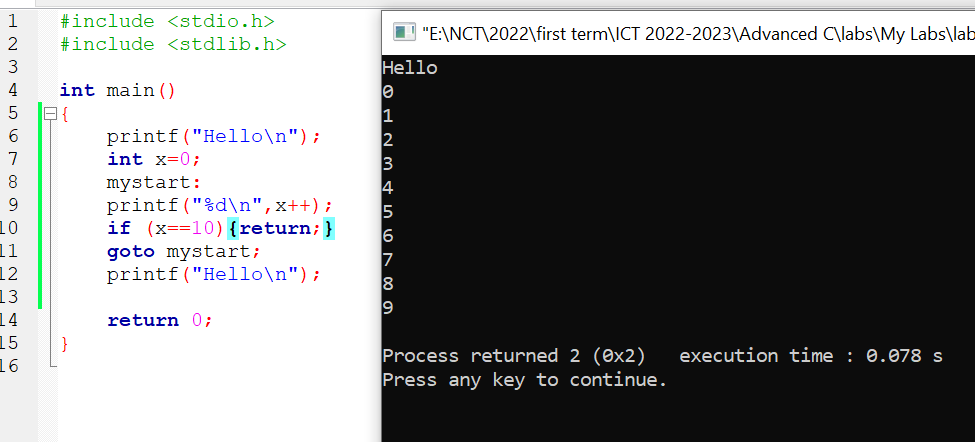 1 #include <stdio.h>
2 #include <stdlib.h>
3
4 int main()
5 {
6 printf("Hello\n");
7 int x=0;
8 mystart:
9 printf("%d\n",x++);
10 if (x==10){return;}
11 goto mystart;
12 printf("Hello\n");
13
14 return 0;
15 }
16
"E:\NCT\2022\first term\ICT 2022-2023\Advanced C\labs\My Labs\lab
Hello
0
1
2
3
4
5
6
7
8
9
Process returned 2 (0x2)   execution time : 0.078 s
Press any key to continue.